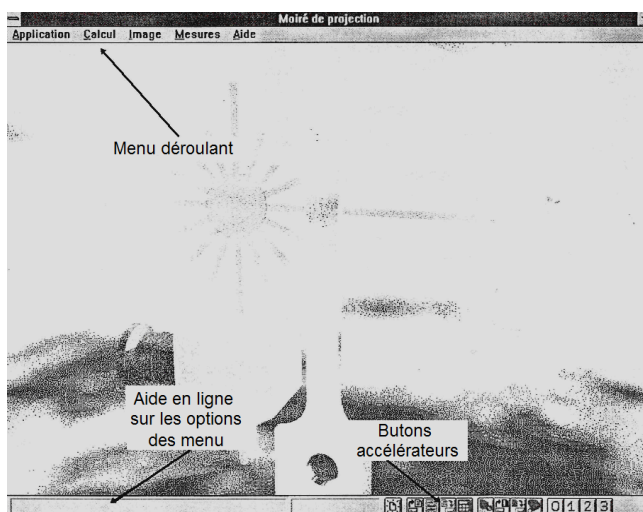 Moiré de projection
Application Calcul Image Mesures Aide
Menu déroulant
Aide en ligne
sur les options
des menu
Butons
accélérateurs
0 1 2 3